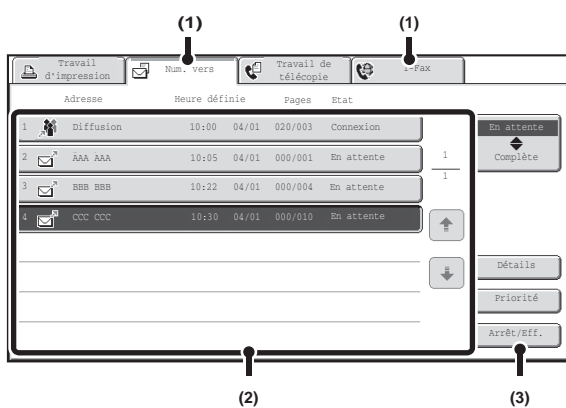 (1) (1)
Travail d'impression
Num. vers
Travail de télécopie
I-Fax
Adresse Heure définie Pages Etat
1 Diffusion 10:00 04/01 020/003 Connexion
2 AAA AAA 10:05 04/01 000/001 En attente
3 BBB BBB 10:22 04/01 000/004 En attente
4 CCC CCC 10:30 04/01 000/010 En attente
1
1
En attente
Complète
Détails
Priorité
Arrêt/Eff.
(2) (3)